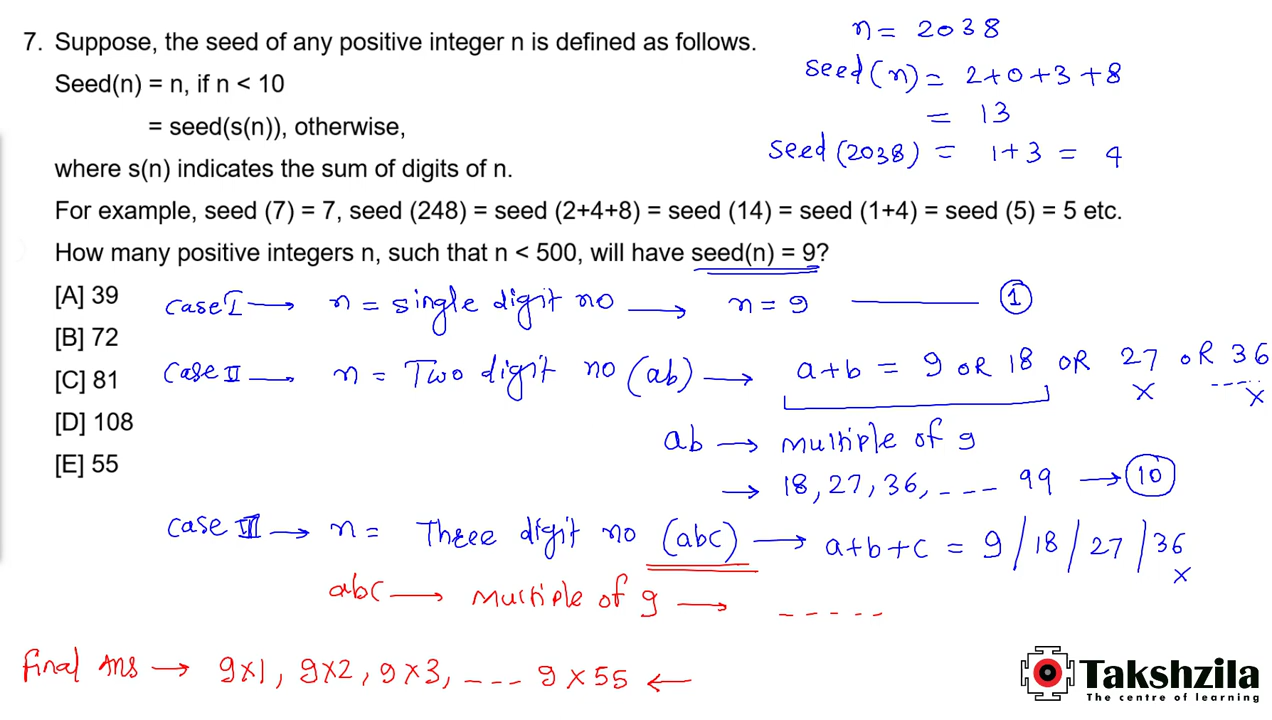 7. Suppose, the seed of any positive integer n is defined as follows.
Seed(n) = n, if n < 10
= seed(s(n)), otherwise,
where s(n) indicates the sum of digits of n.
For example, seed (7) = 7, seed (248) = seed (2+4+8) = seed (14) = seed (1+4) = seed (5) = 5 etc.
How many positive integers n, such that n < 500, will have seed(n) = 9?
[A] 39
[B] 72
[C] 81
[D] 108
[E] 55
n = 2038
seed(n) = 2+0+3+8
= 13
seed(2038) = 1+3 = 4
case I → n = single digit no → n = 9 — 1
case II → n = Two digit no (ab) → a+b = 9 OR 18 OR 27 OR 36
x x
ab → multiple of 9
→ 18, 27, 36, ---- 99 → 10
case III → n = Three digit no (abc) → a+b+c = 9/18/27/36
x
abc → multiple of 9 → -----
final Ans → 9×1, 9×2, 9×3, ---- 9×55 ←
Takshzila
The centre of learning